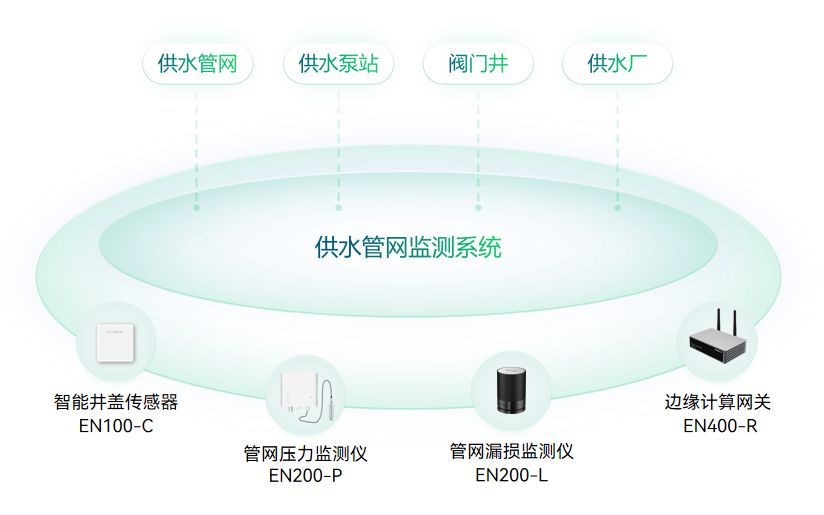 供水管网
供水泵站
阀门井
供水厂
供水管网监测系统
智能井盖传感器
EN100-C
管网压力监测仪
EN200-P
管网漏损监测仪
EN200-L
边缘计算网关
EN400-R